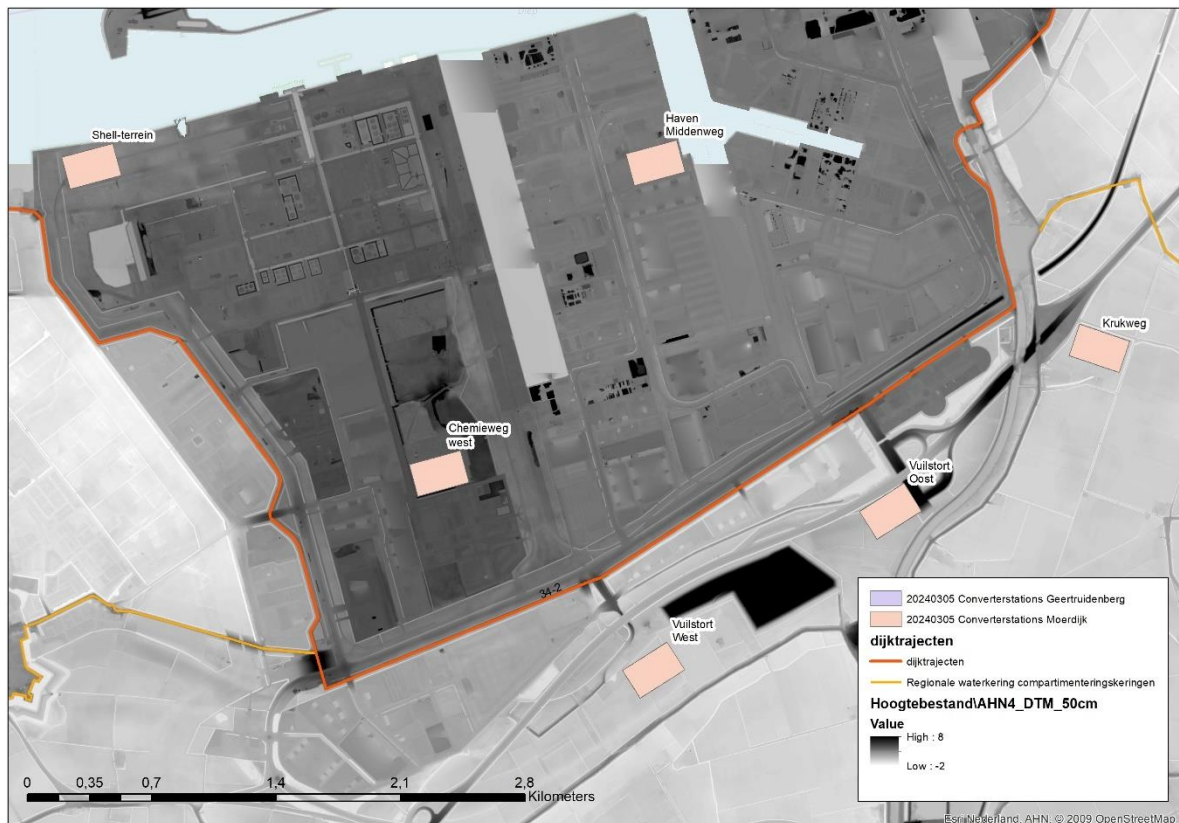 Shell-terrein
Haven
Middenweg
Krukweg
Chemieweg
west
Vuilstort
Oost
34-2
Vuilstort
West
20240305 Converterstations Geertruidenberg
20240305 Converterstations Moerdijk
dijktrajecten
dijktrajecten
Regionale waterkering compartimenteringskeringen
Hoogtebestand\AHN4_DTM_50cm
Value
High : 8
Low : -2
0 0,35 0,7 1,4 2,1 2,8
Kilometers
Esri Nederland, AHN; © 2009 OpenStreetMap